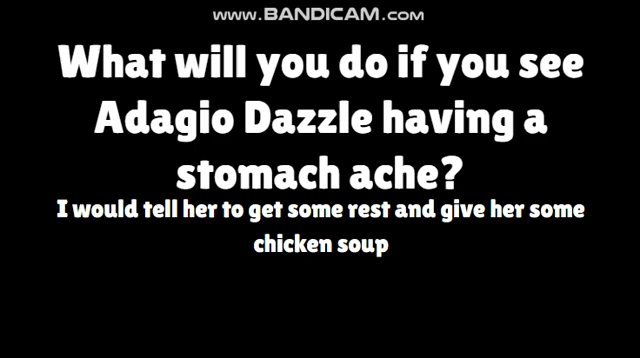 www.BANDICAM.com
What will you do if you see
Adagio Dazzle having a
stomach ache?
I would tell her to get some rest and give her some
chicken soup